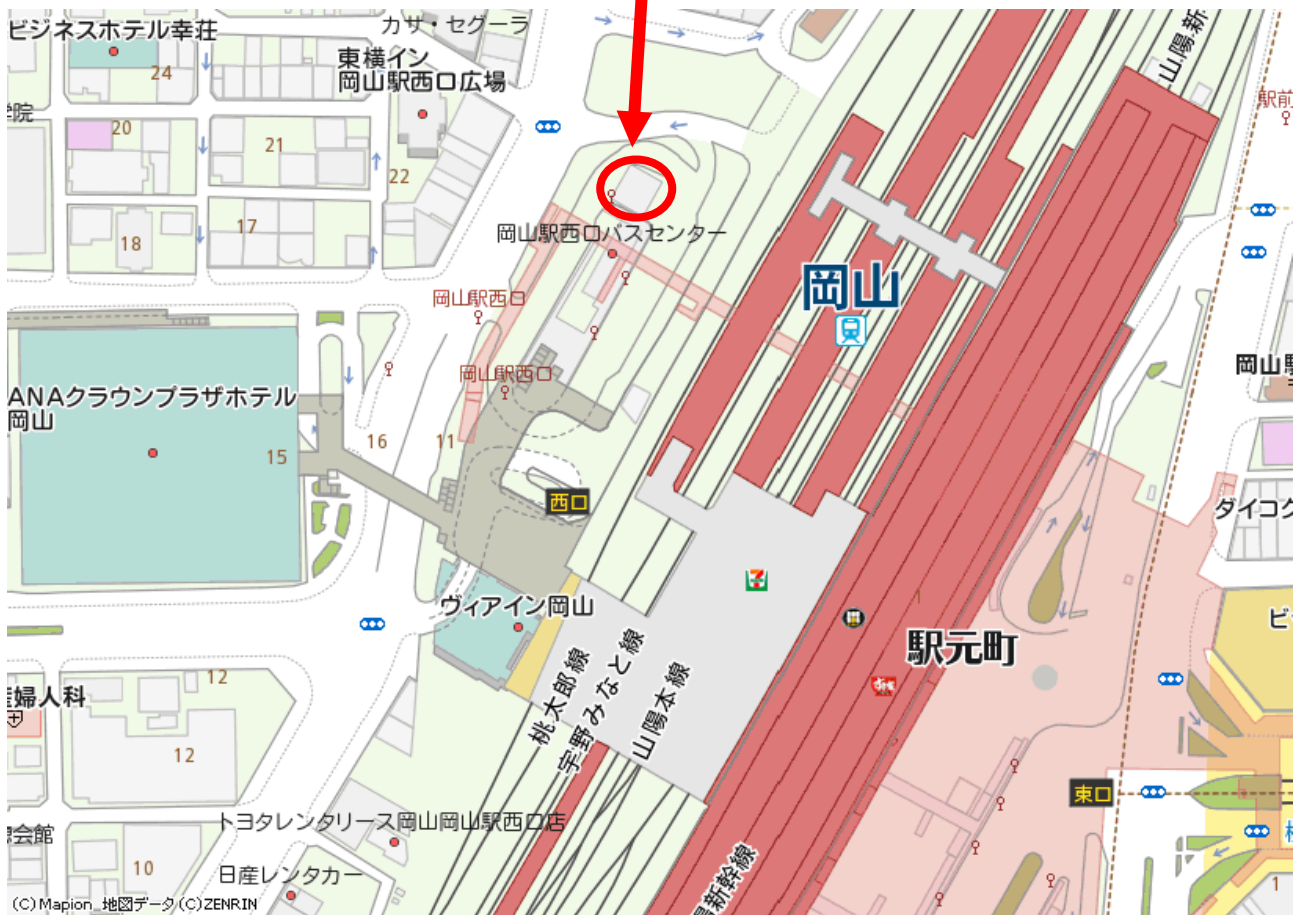 ビジネスホテル幸荘
カサ・セグーラ
東横イン
岡山駅西口広場
山陽新
24
学院
駅前
20
21
22
18
17
岡山駅西口バスセンター
岡山
岡山駅西口
岡山駅西口
岡山駅
ANAクラウンプラザホテル
岡山
15
16
11
西口
ダイコク
1
ヴィアイン岡山
駅元町
ビ
桃太郎線
宇野みなと線
山陽本線
産婦人科
12
12
東口
トヨタレンタリース岡山岡山駅西口店
会館
10
日産レンタカー
陽新幹線
1
(C)Mapion 地図データ(C)ZENRIN